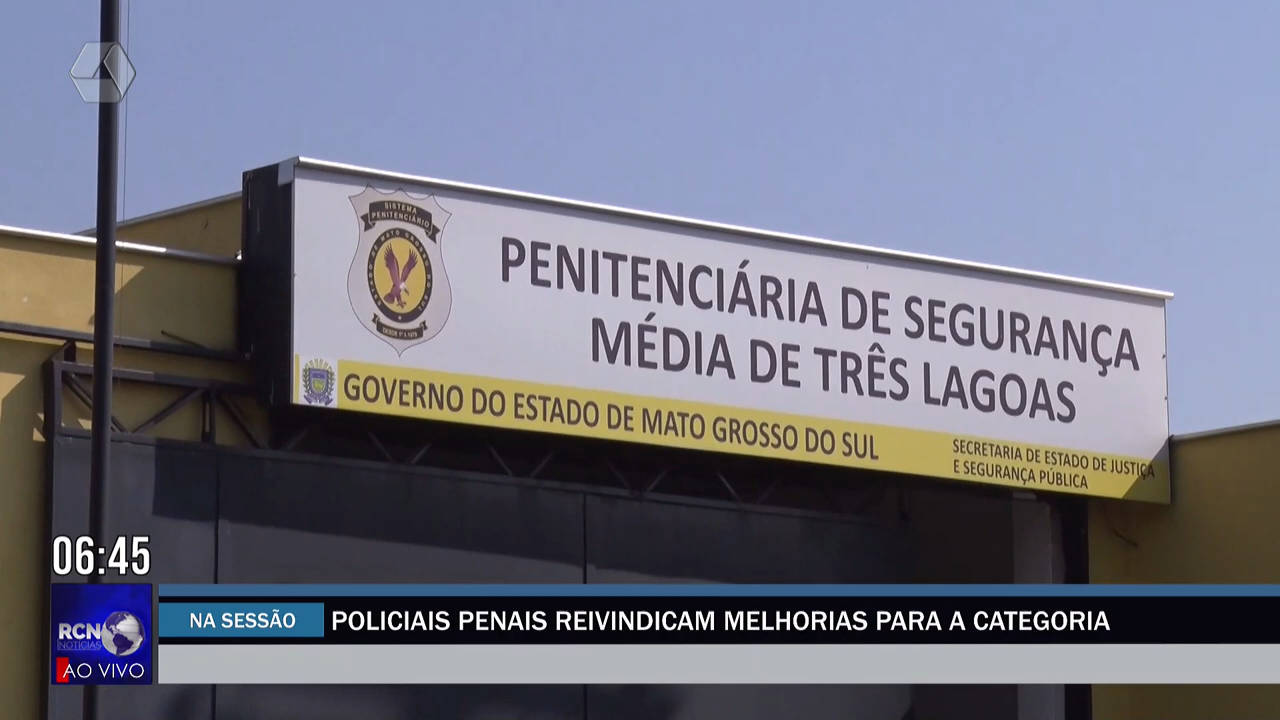 SISTEMA
PENITENCIÁRIO
PENITENCIÁRIA DE SEGURANÇA
MÉDIA DE TRÊS LAGOAS
GOVERNO DO ESTADO DE MATO GROSSO DO SUL
SECRETARIA DE ESTADO DE JUSTIÇA
E SEGURANÇA PÚBLICA
06:45
RCN
NOTÍCIAS
AO VIVO
NA SESSÃO
POLICIAIS PENAIS REIVINDICAM MELHORIAS PARA A CATEGORIA